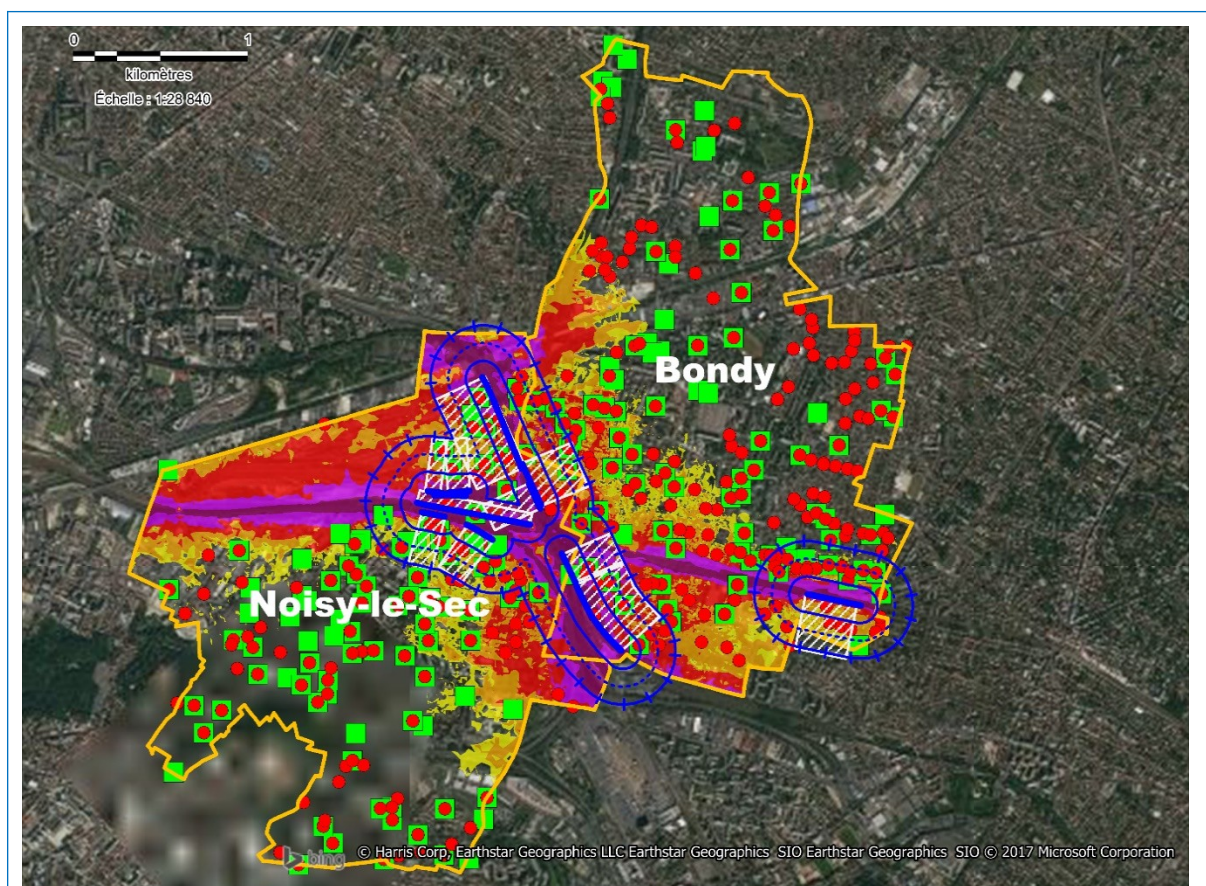 0 1
kilomètres
Échelle : 1:28 840
Bondy
Noisy-le-Sec
bing © Harris Corp, Earthstar Geographics LLC Earthstar Geographics SIO Earthstar Geographics SIO © 2017 Microsoft Corporation